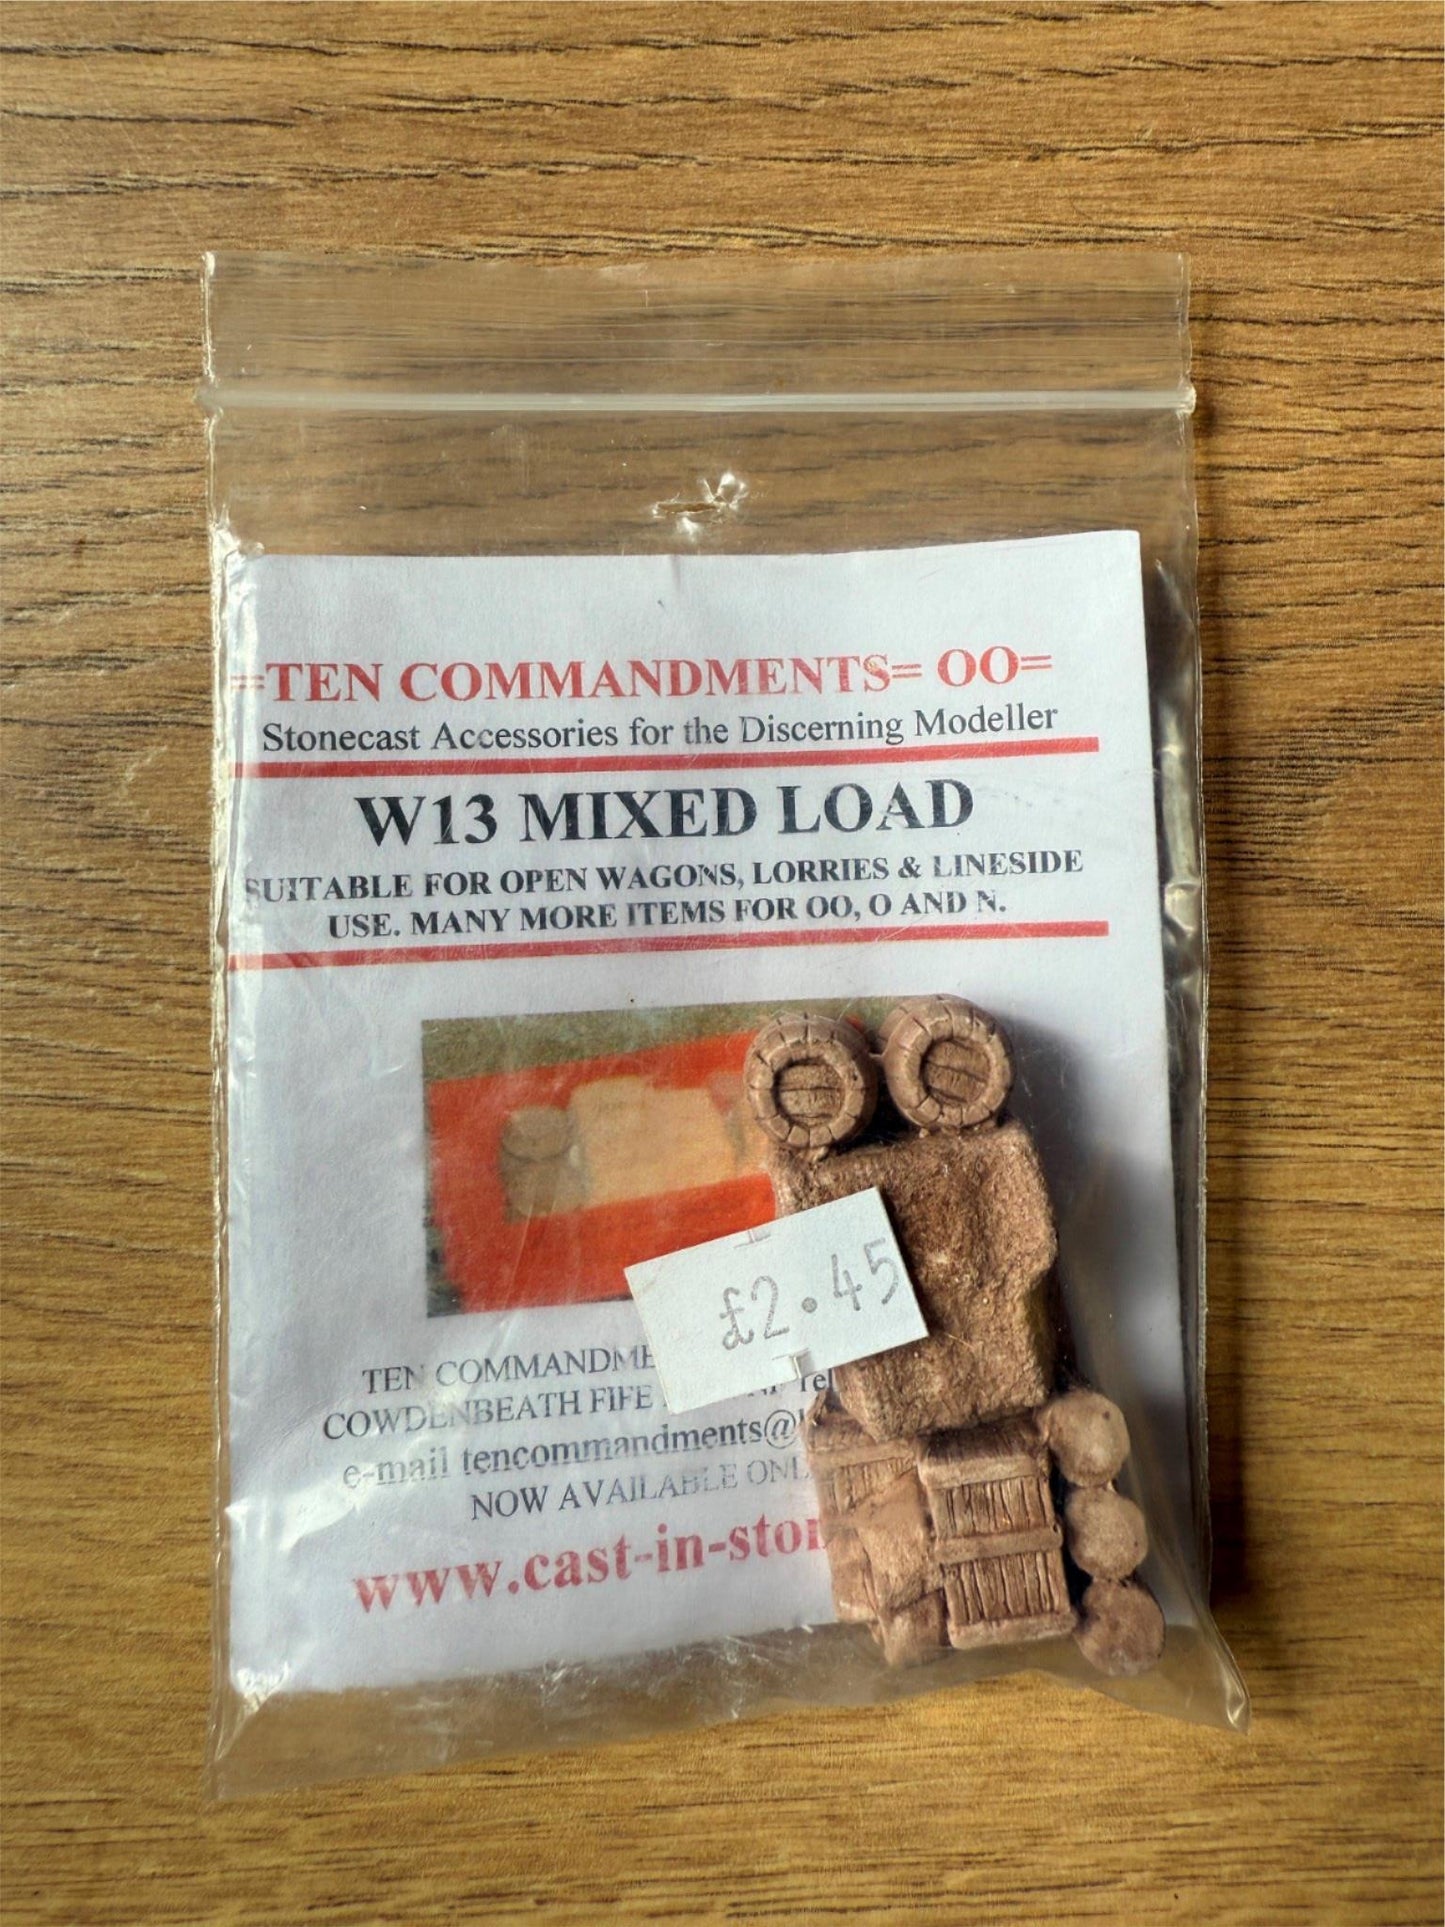 =TEN COMMANDMENTS= OO=
Stonecast Accessories for the Discerning Modeller
W13 MIXED LOAD
SUITABLE FOR OPEN WAGONS, LORRIES & LINESIDE
USE. MANY MORE ITEMS FOR OO, O AND N.
£2.45
TEN
COWDENBEATH FIFE
e-mail tencommandments@
NOW AVAILABLE
www.cast-in-